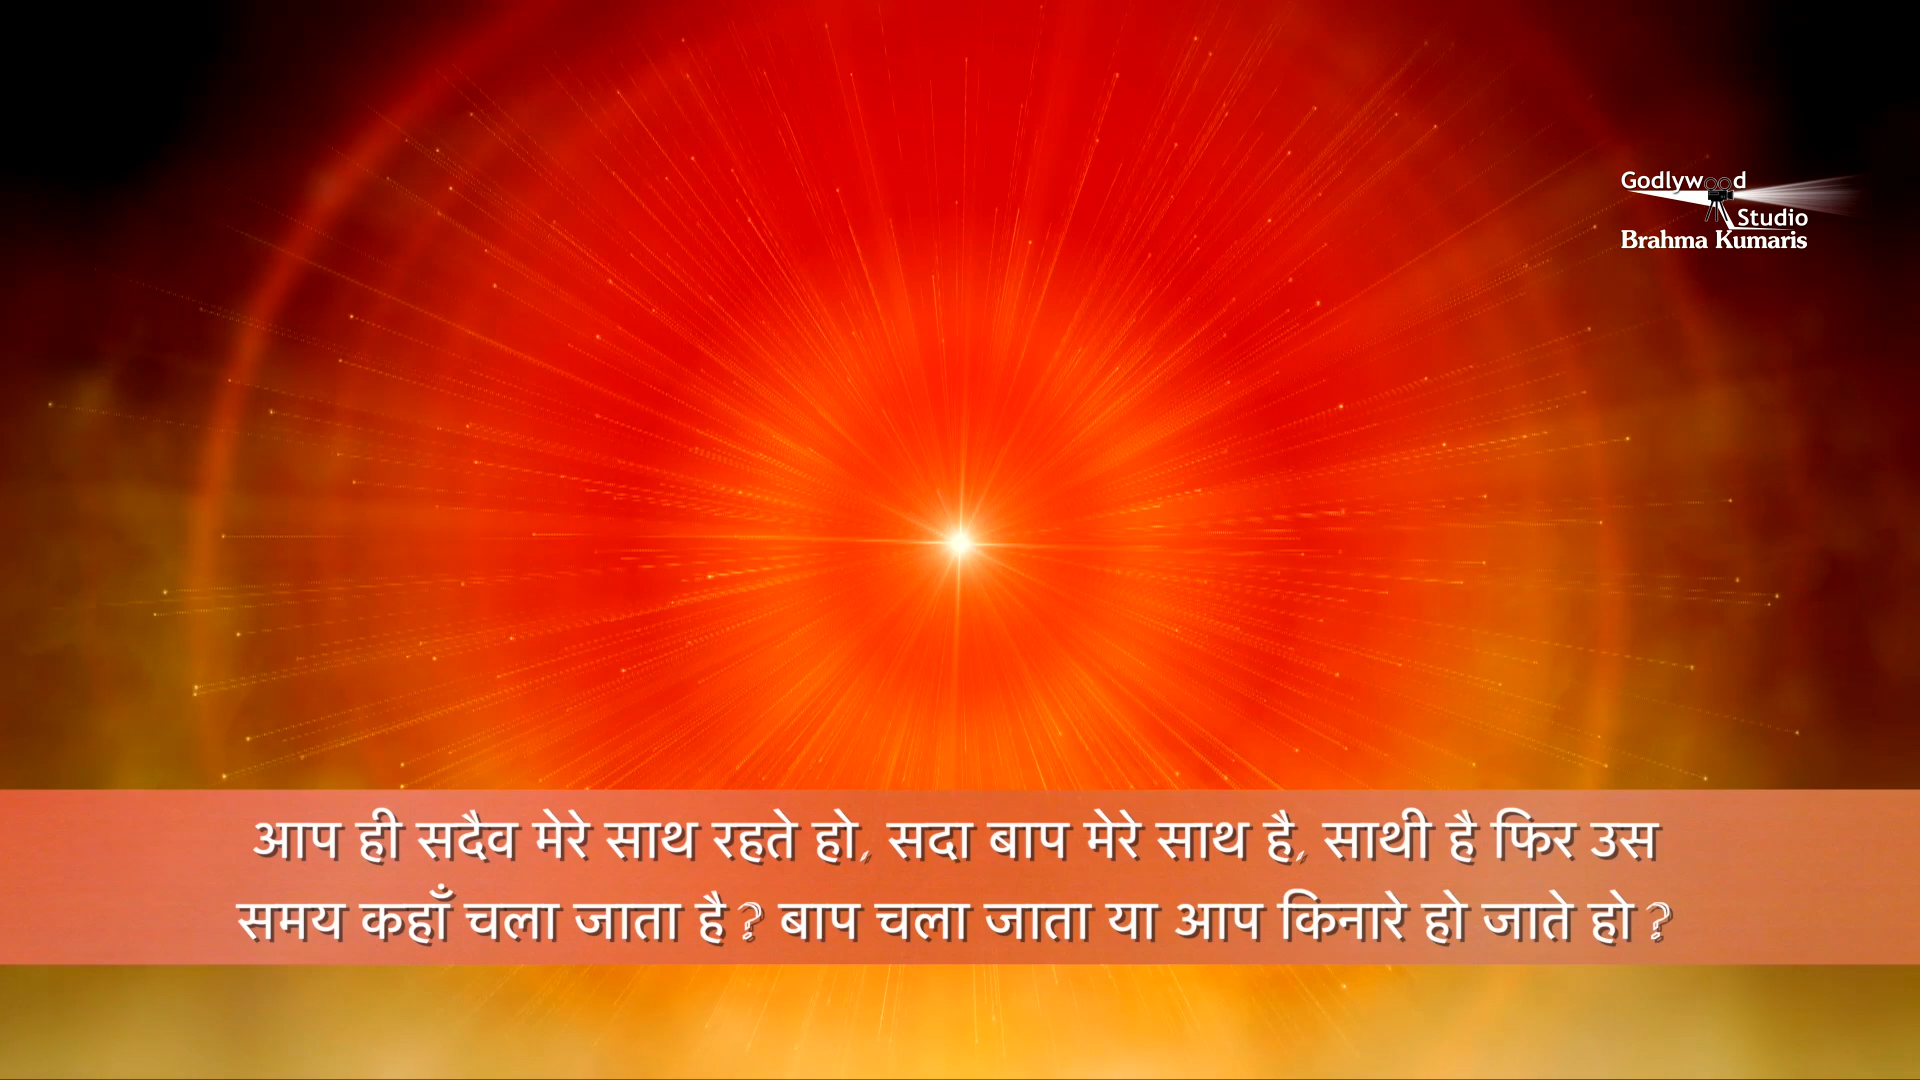 Godlywood
Studio
Brahma Kumaris
आप ही सदैव मेरे साथ रहते हो, सदा बाप मेरे साथ है, साथी है फिर उस
समय कहाँ चला जाता है? बाप चला जाता या आप किनारे हो जाते हो?